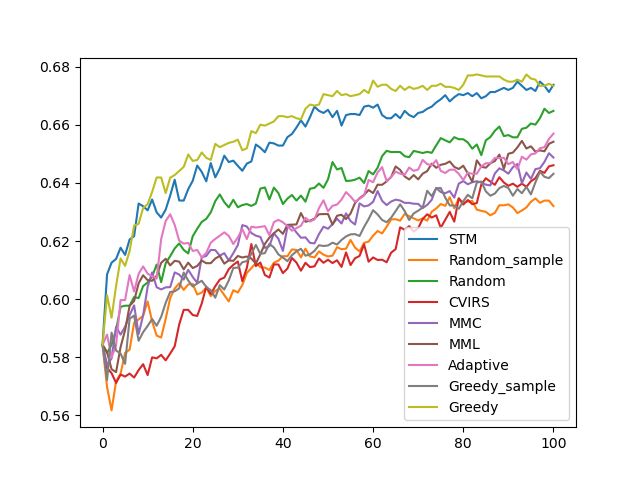 0.68
0.66
0.64
0.62
0.60
0.58
0.56
0 20 40 60 80 100
STM
Random_sample
Random
CVIRS
MMC
MML
Adaptive
Greedy_sample
Greedy